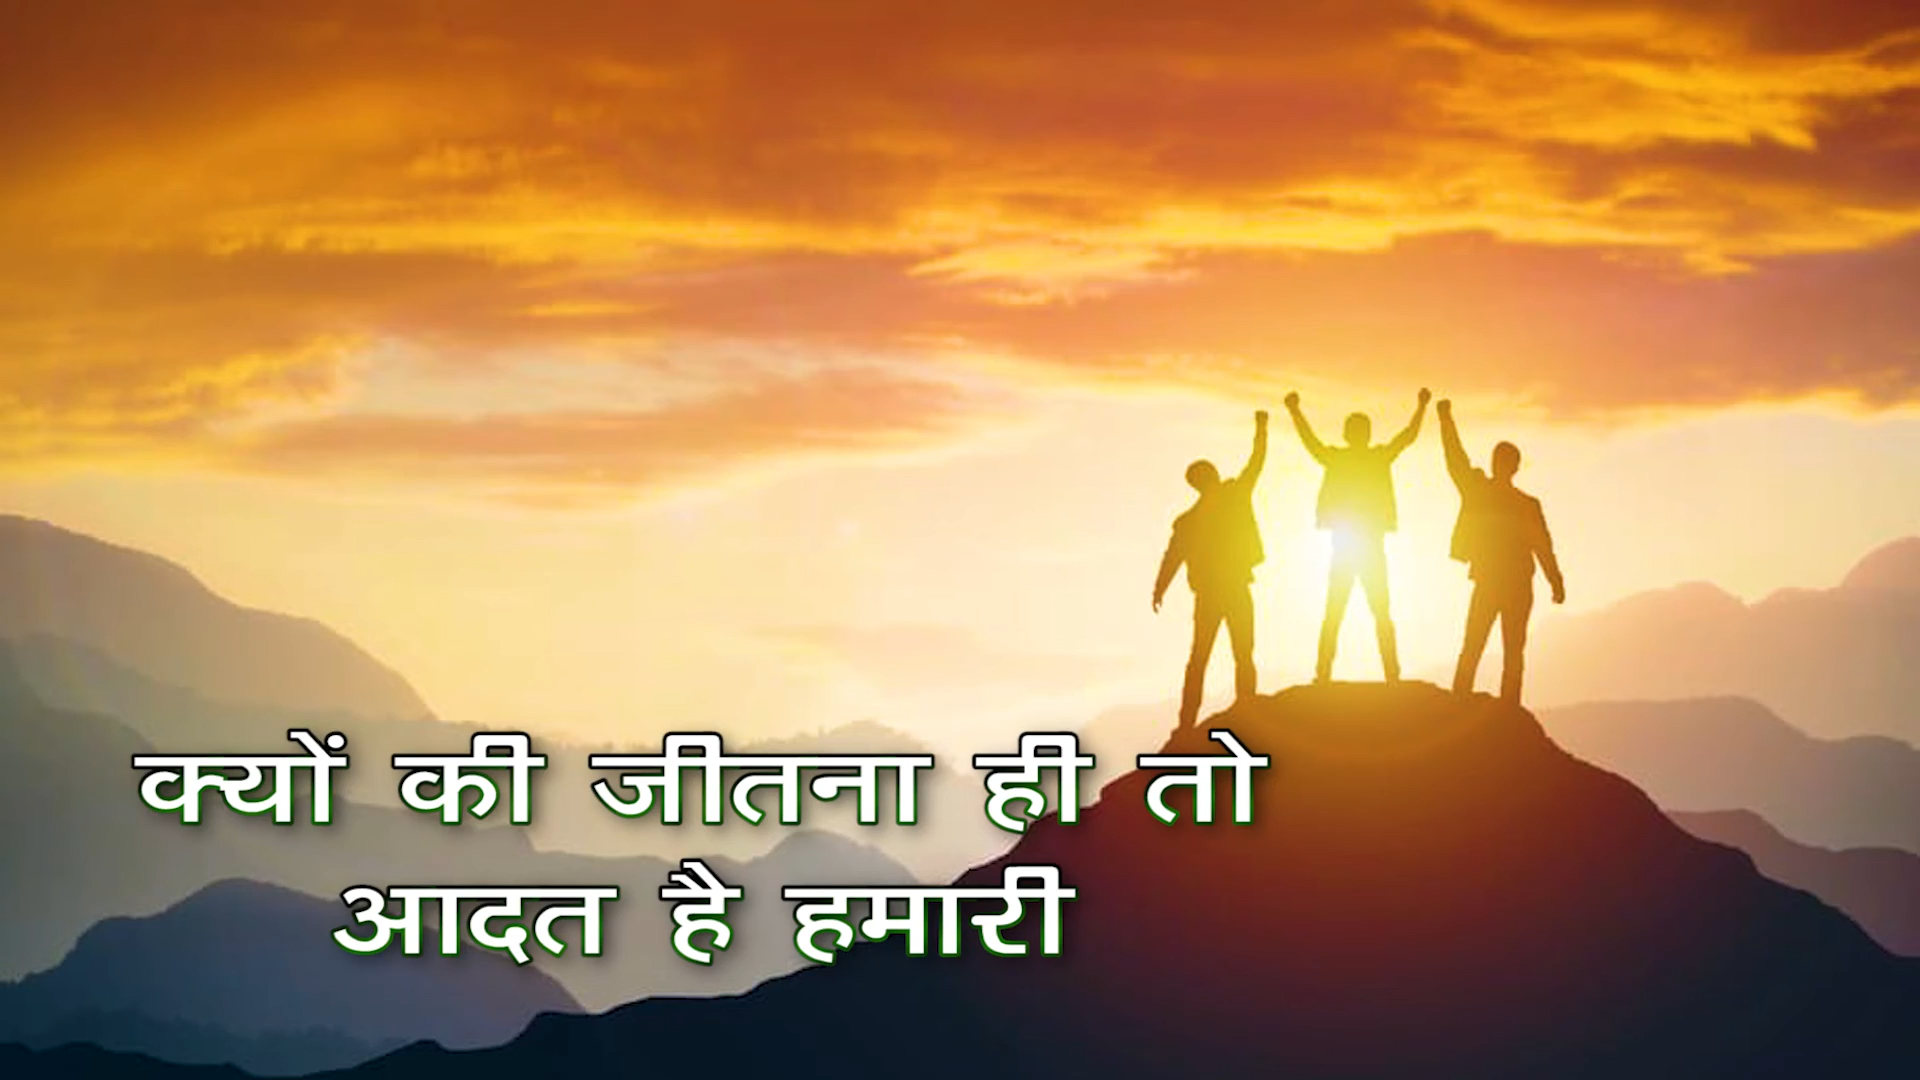 क्यों की जीतना ही तो
आदत है हमारी